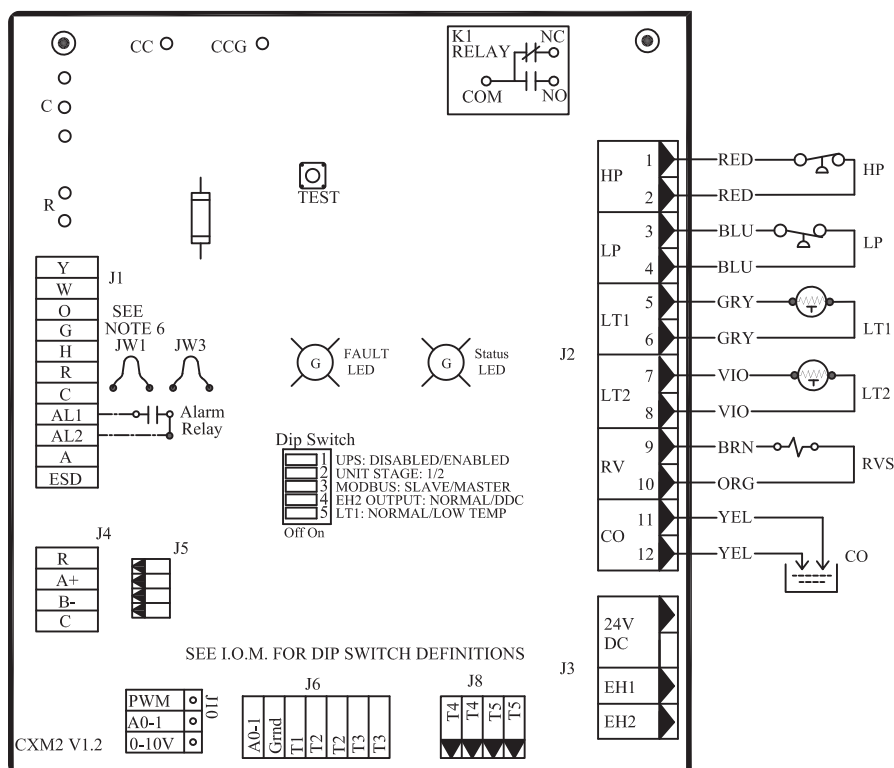 CC
CCG
K1
RELAY
NC
COM
NO
C
R
TEST
HP
1
2
RED
RED
HP
LP
3
4
BLU
BLU
LP
LT1
5
6
GRY
GRY
LT1
LT2
7
8
VIO
VIO
LT2
RV
9
10
BRN
ORG
RVS
CO
11
12
YEL
YEL
CO
J2
Y
W
O
G
H
R
C
AL1
AL2
A
ESD
J1
SEE
NOTE 6
JW1
JW3
Alarm
Relay
G
FAULT
LED
G
Status
LED
Dip Switch
1 UPS: DISABLED/ENABLED
2 UNIT STAGE: 1/2
3 MODBUS: SLAVE/MASTER
4 EH2 OUTPUT: NORMAL/DDC
5 LT1: NORMAL/LOW TEMP
Off On
J4
R
A+
B-
C
J5
SEE I.O.M. FOR DIP SWITCH DEFINITIONS
J3
24V
DC
EH1
EH2
PWM
A0-1
0-10V
J10
J6
A0-1
Grnd
T1
T2
T2
T3
T3
J8
T4
T4
T5
T5
CXM2 V1.2